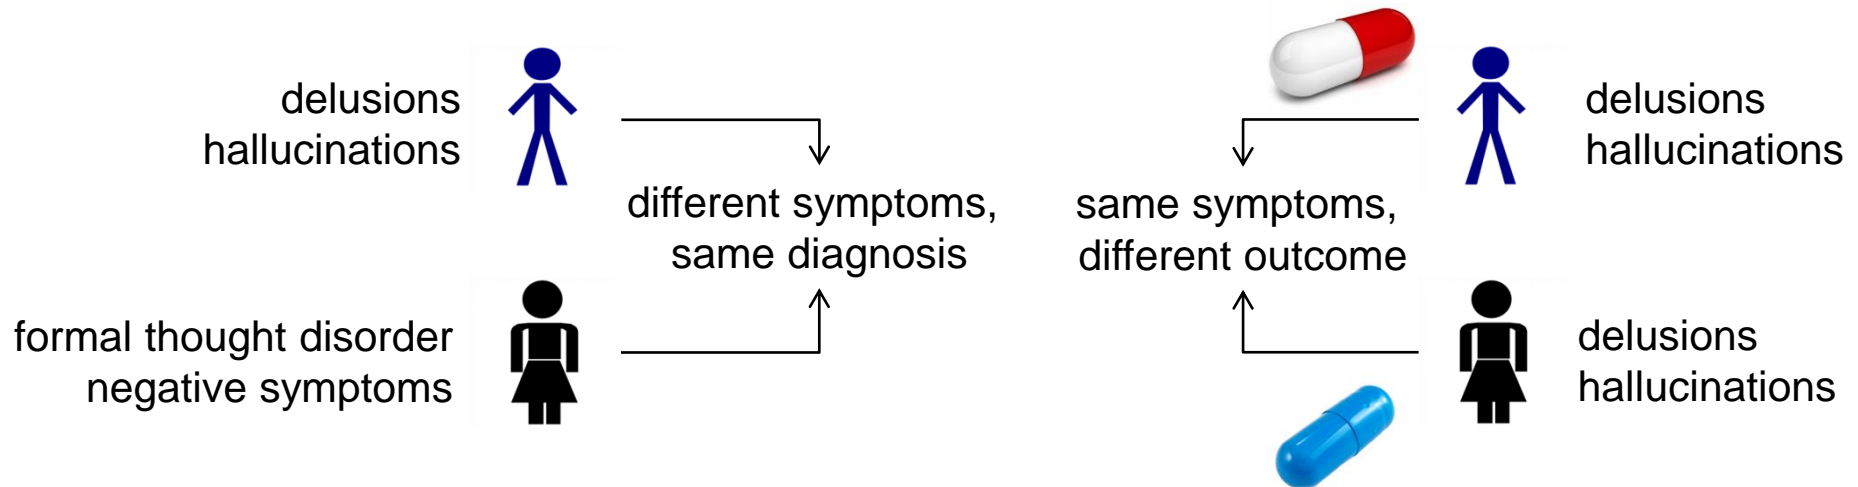 delusions
hallucinations
different symptoms,
same diagnosis
formal thought disorder
negative symptoms
delusions
hallucinations
same symptoms,
different outcome
delusions
hallucinations